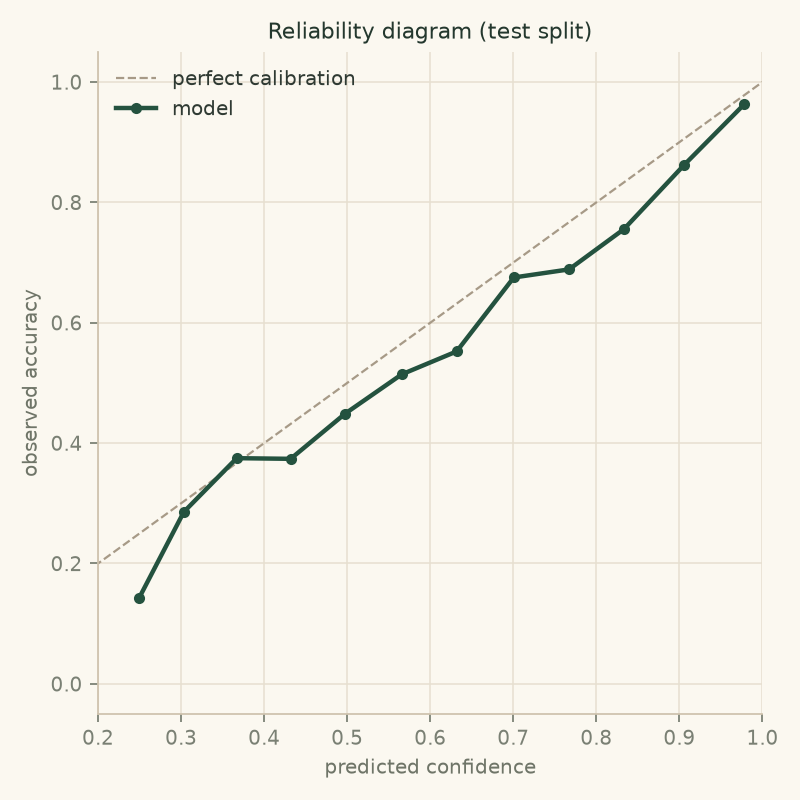 Reliability diagram (test split)
perfect calibration
model
1.0
0.8
0.6
0.4
0.2
0.0
observed accuracy
0.2 0.3 0.4 0.5 0.6 0.7 0.8 0.9 1.0
predicted confidence